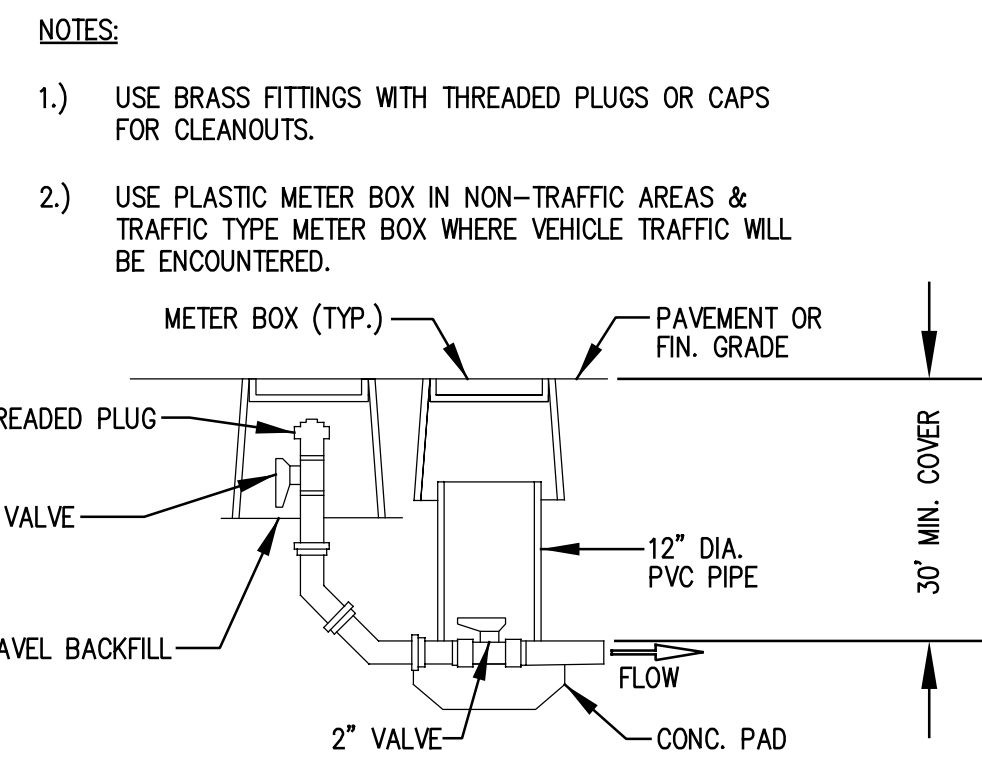 NOTES:
1.) USE BRASS FITTINGS WITH THREADED PLUGS OR CAPS
FOR CLEANOUTS.
2.) USE PLASTIC METER BOX IN NON-TRAFFIC AREAS &
TRAFFIC TYPE METER BOX WHERE VEHICLE TRAFFIC WILL
BE ENCOUNTERED.
METER BOX (TYP.)
PAVEMENT OR
FIN. GRADE
READED PLUG
VALVE
30' MIN. COVER
12" DIA.
PVC PIPE
AVEL BACKFILL
FLOW
2" VALVE
CONC. PAD